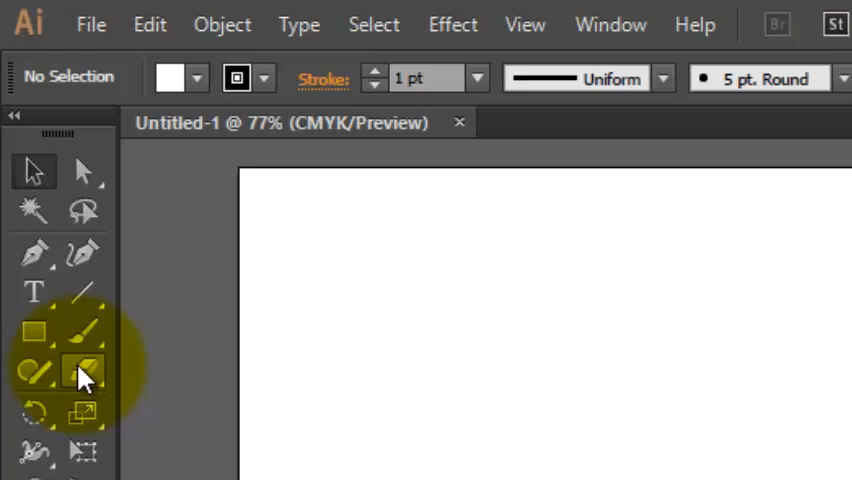 Ai File Edit Object Type Select Effect View Window Help Br St
No Selection Stroke: 1 pt Uniform 5 pt. Round
Untitled-1 @ 77% (CMYK/Preview)
T